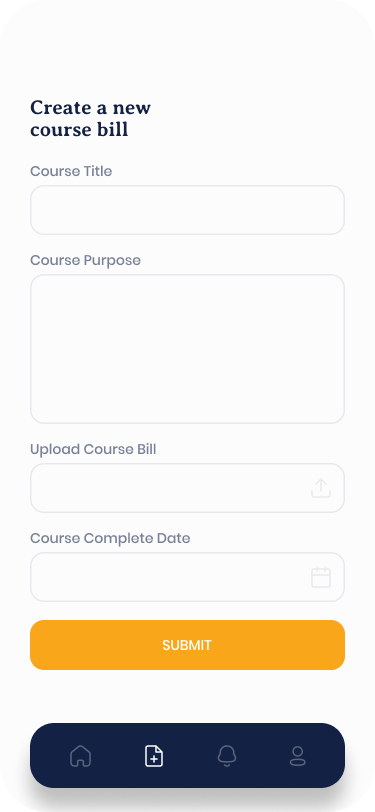 Create a new
course bill
Course Title
Course Purpose
Upload Course Bill
Course Complete Date
SUBMIT